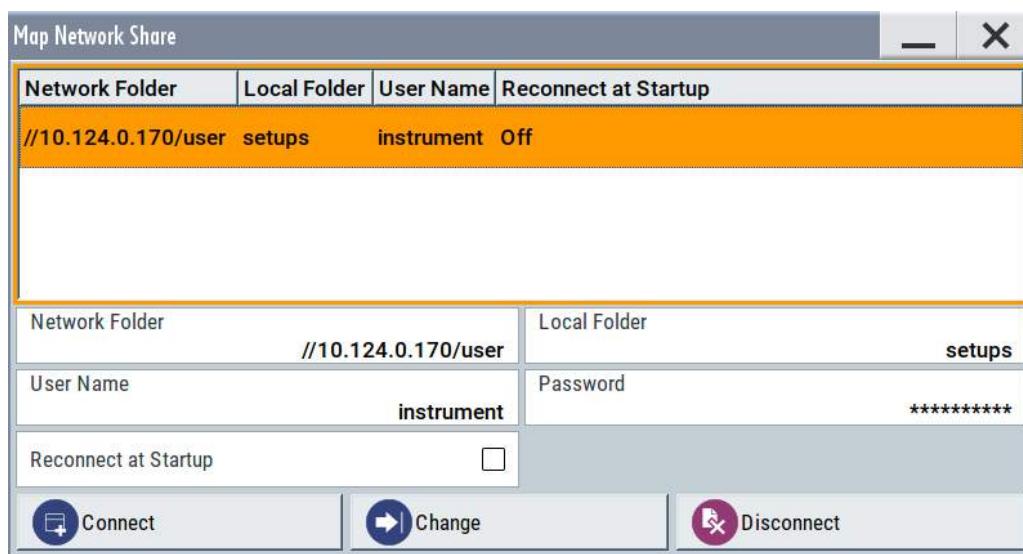 Map Network Share
Network Folder Local Folder User Name Reconnect at Startup
//10.124.0.170/user setups instrument Off
Network Folder Local Folder
//10.124.0.170/user setups
User Name Password
instrument **********
Reconnect at Startup
Connect Change Disconnect